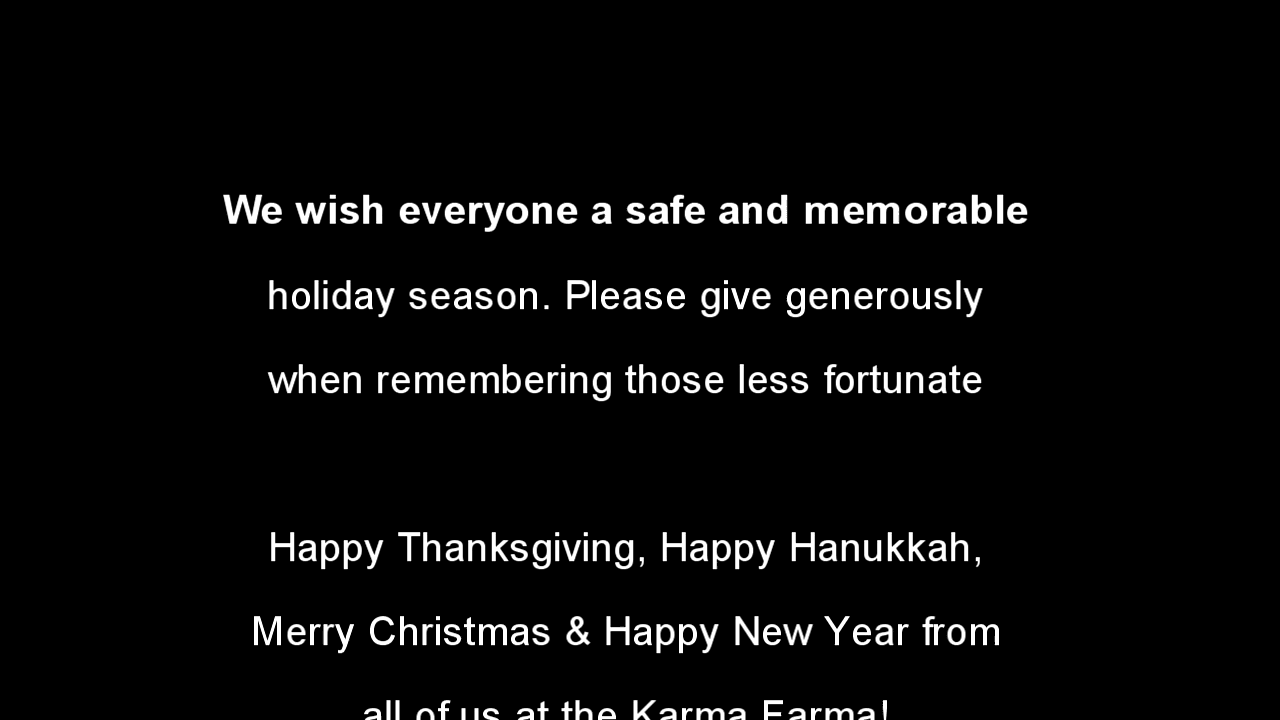 We wish everyone a safe and memorable
holiday season. Please give generously
when remembering those less fortunate
Happy Thanksgiving, Happy Hanukkah,
Merry Christmas & Happy New Year from
all of us at the Karma Farma!